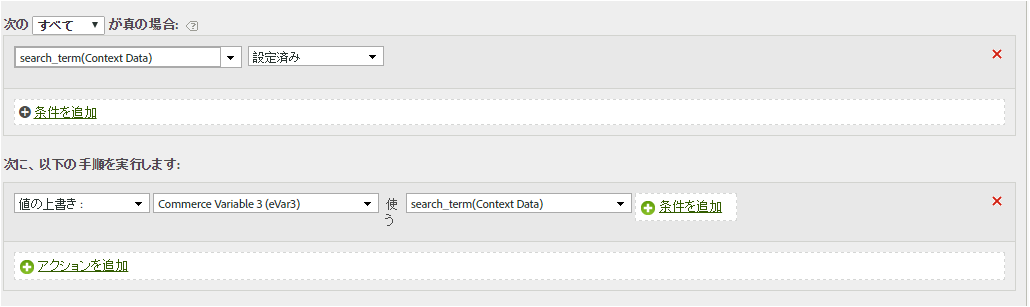 次の すべて が真の場合:
search_term(Context Data) 設定済み
条件を追加
次に、以下の手順を実行します:
値の上書き : Commerce Variable 3 (eVar3) 使う search_term(Context Data) 条件を追加
アクションを追加